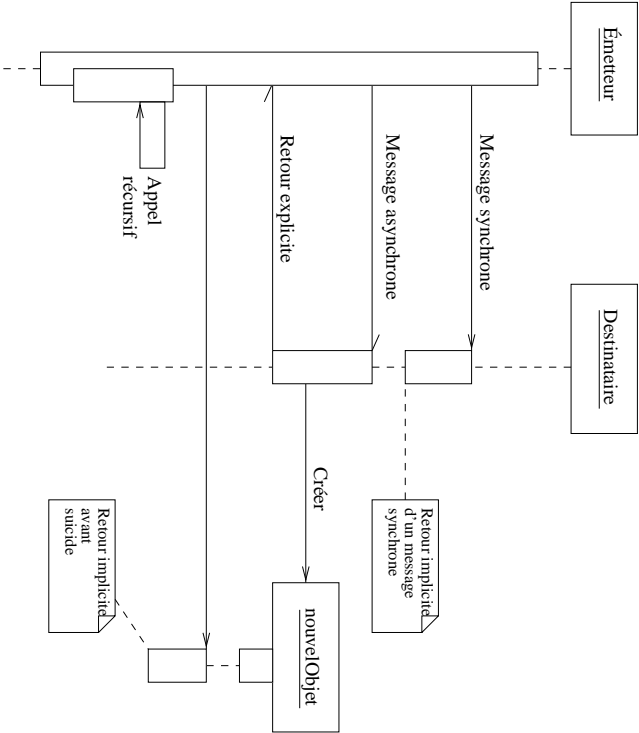 Émetteur
Destinataire
Message synchrone
Message asynchrone
Retour implicite
d'un message
synchrone
Créer
nouvelObjet
Retour explicite
Appel
récursif
Retour implicite
avant
suicide